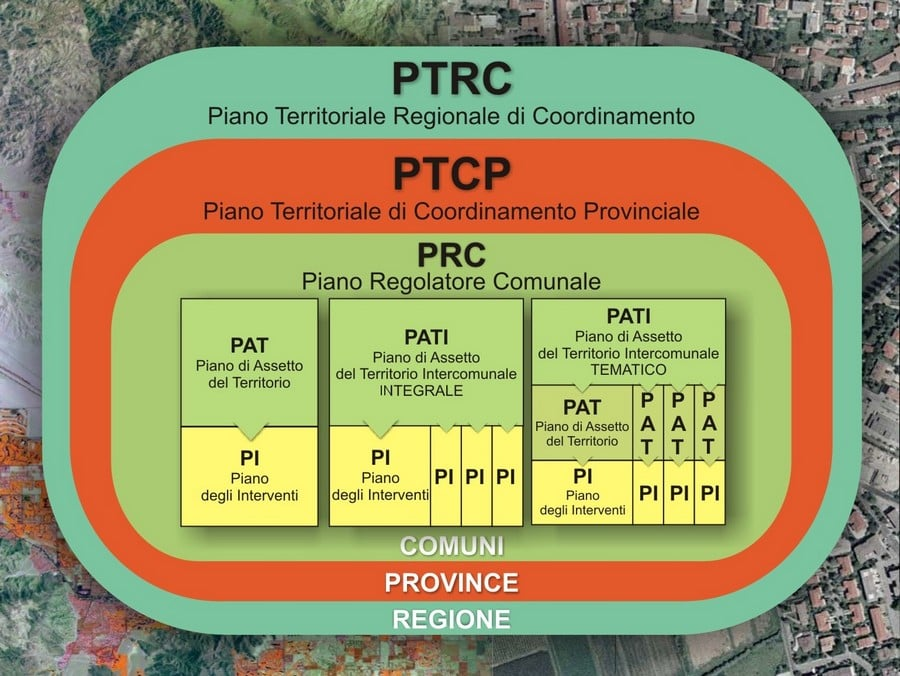 PTRC
Piano Territoriale Regionale di Coordinamento
PTCP
Piano Territoriale di Coordinamento Provinciale
PRC
Piano Regolatore Comunale
PAT
Piano di Assetto
del Territorio
PI
Piano
degli Interventi
PATI
Piano di Assetto
del Territorio Intercomunale
INTEGRALE
PI
Piano
degli Interventi
PI
PI
PI
PATI
Piano di Assetto
del Territorio Intercomunale
TEMATICO
PAT
Piano di Assetto
del Territorio
PAT
PAT
PAT
PI
Piano
degli Interventi
PI
PI
PI
COMUNI
PROVINCE
REGIONE